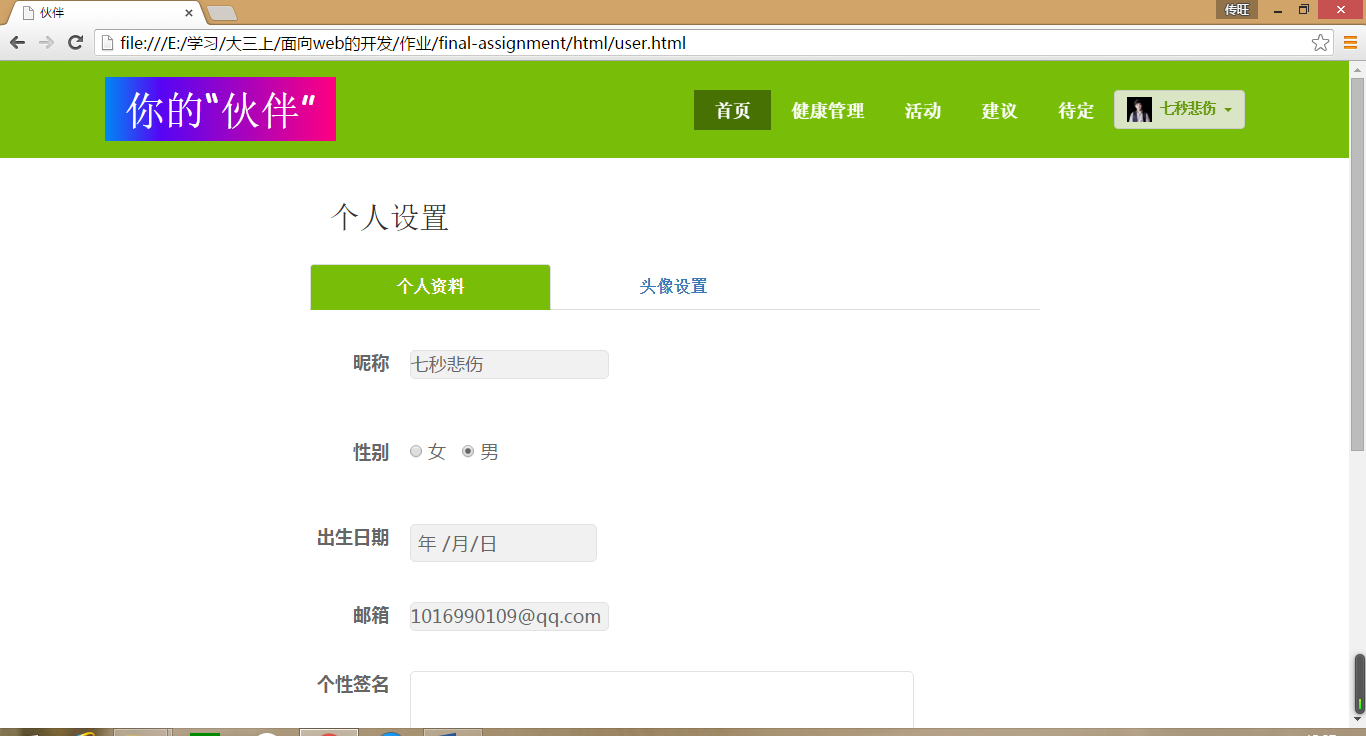 伙伴
传旺
file:///E:/学习/大三上/面向web的开发/作业/final-assignment/html/user.html
你的“伙伴”
首页 健康管理 活动 建议 待定 七秒悲伤
个人设置
个人资料 头像设置
昵称 七秒悲伤
性别 女 男
出生日期 年 /月/日
邮箱 1016990109@qq.com
个性签名